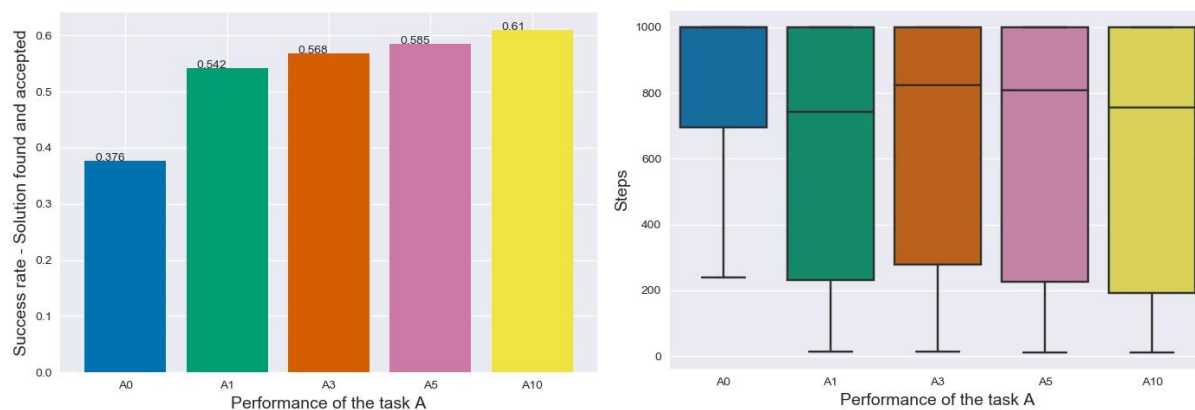 Success rate - Solution found and accepted
0.6
0.5
0.4
0.3
0.2
0.1
0.0
0.376
0.542
0.568
0.585
0.61
A0
A1
A3
A5
A10
Performance of the task A
Steps
1000
800
600
400
200
0
A0
A1
A3
A5
A10
Performance of the task A